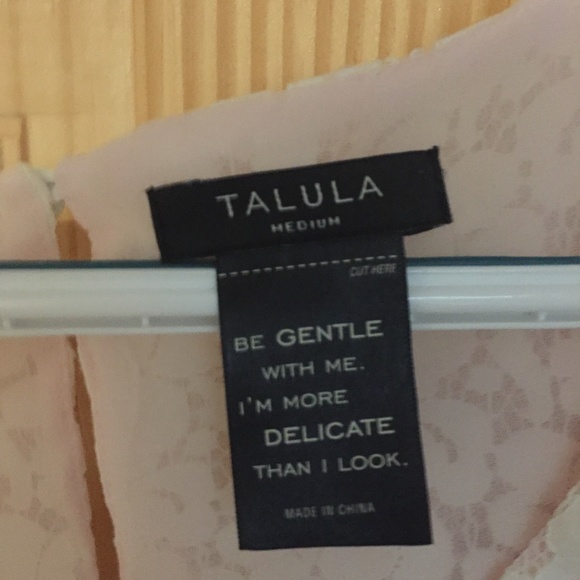 TALULA
MEDIUM
CUT HERE
BE GENTLE
WITH ME.
I'M MORE
DELICATE
THAN I LOOK.
MADE IN CHINA